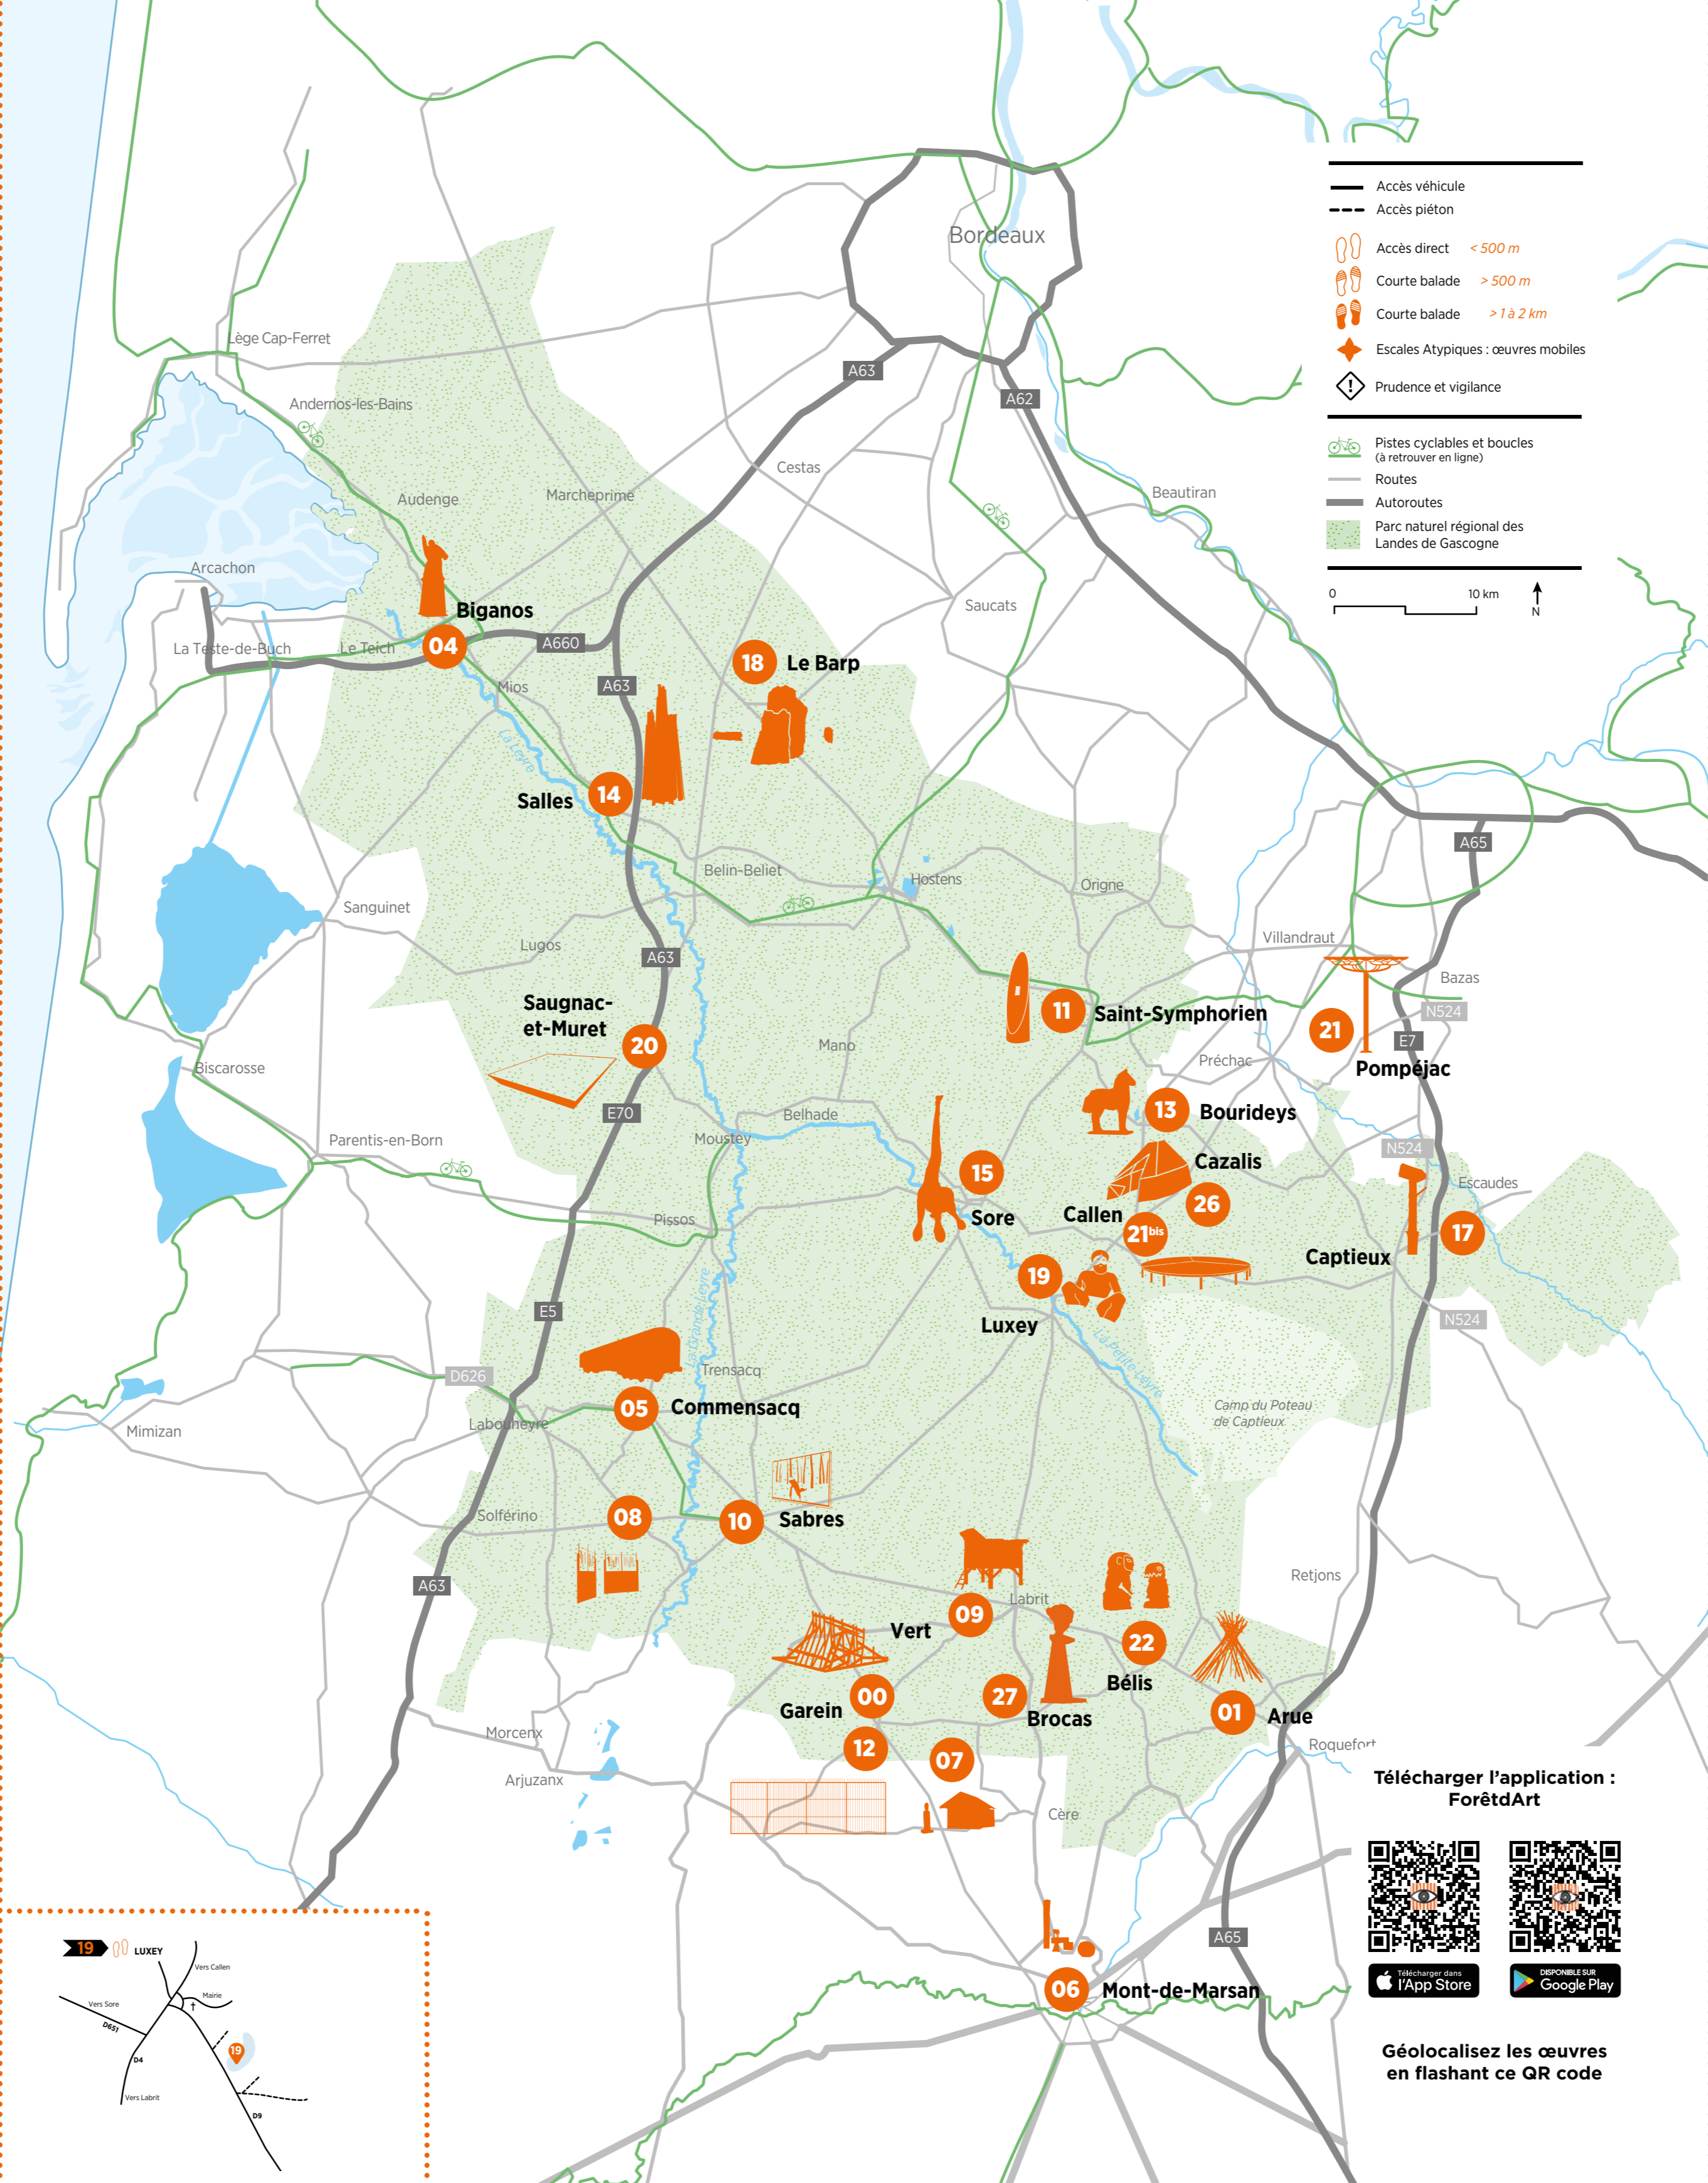 Bordeaux
Accès véhicule
Accès piéton
Accès direct < 500 m
Courte balade > 500 m
Courte balade > 1 à 2 km
Escales Atypiques : œuvres mobiles
Prudence et vigilance
Pistes cyclables et boucles
(à retrouver en ligne)
Routes
Autoroutes
Parc naturel régional des
Landes de Gascogne
0 10 km
N
Lège Cap-Ferret
A63
A62
Andernos-les-Bains
Cestas
Marcheprime
Audenge
Beautiran
Arcachon
Biganos
04
Saucats
La Teste-de-Buch
Le Teich
A660
18
Le Barp
A63
Mios
La Leyre
Salles
14
A65
Belin-Beliet
Hostens
Origne
Sanguinet
Lugos
A63
Villandraut
Bazas
Saugnac-
et-Muret
20
11
Saint-Symphorien
N524
21
E7
Pompéjac
Mano
Préchac
Biscarosse
E70
Belhade
13
Bourideys
Moustey
Parentis-en-Born
N524
Cazalis
15
26
Escaudes
Sore
Callen
21bis
17
Pissos
Captieux
19
Luxey
La Petite Leyre
La Grande Leyre
E5
N524
Trensacq
D626
05
Commensacq
Camp du Poteau
de Captieux
Labouheyre
Mimizan
Solférino
08
10
Sabres
A63
Retjons
Labrit
09
Vert
22
Bélis
00
Garein
27
Brocas
01
Arue
12
07
Morcenx
Roquefort
Arjuzanx
Cère
Télécharger l’application :
ForêtdArt
Télécharger dans
l’App Store
DISPONIBLE SUR
Google Play
A65
06
Mont-de-Marsan
Géolocalisez les œuvres
en flashant ce QR code
19
LUXEY
Vers Callen
Mairie
Vers Sore
D651
19
D4
Vers Labrit
D9